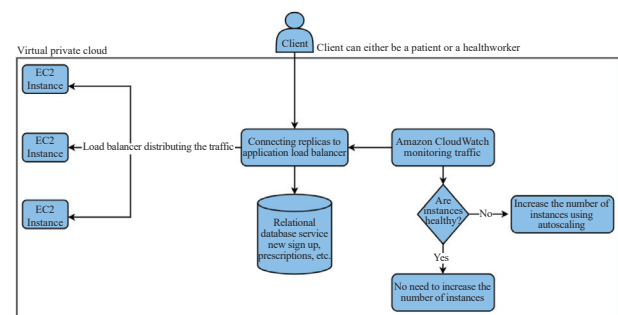 Client
Client can either be a patient or a healthworker
Virtual private cloud
EC2
Instance
EC2
Instance
EC2
Instance
Load balancer distributing the traffic
Connecting replicas to
application load balancer
Amazon CloudWatch
monitoring traffic
Relational
database service
new sign up,
prescriptions, etc.
Are
instances
healthy?
No
Increase the number of
instances using
autoscaling
Yes
No need to increase the
number of instances